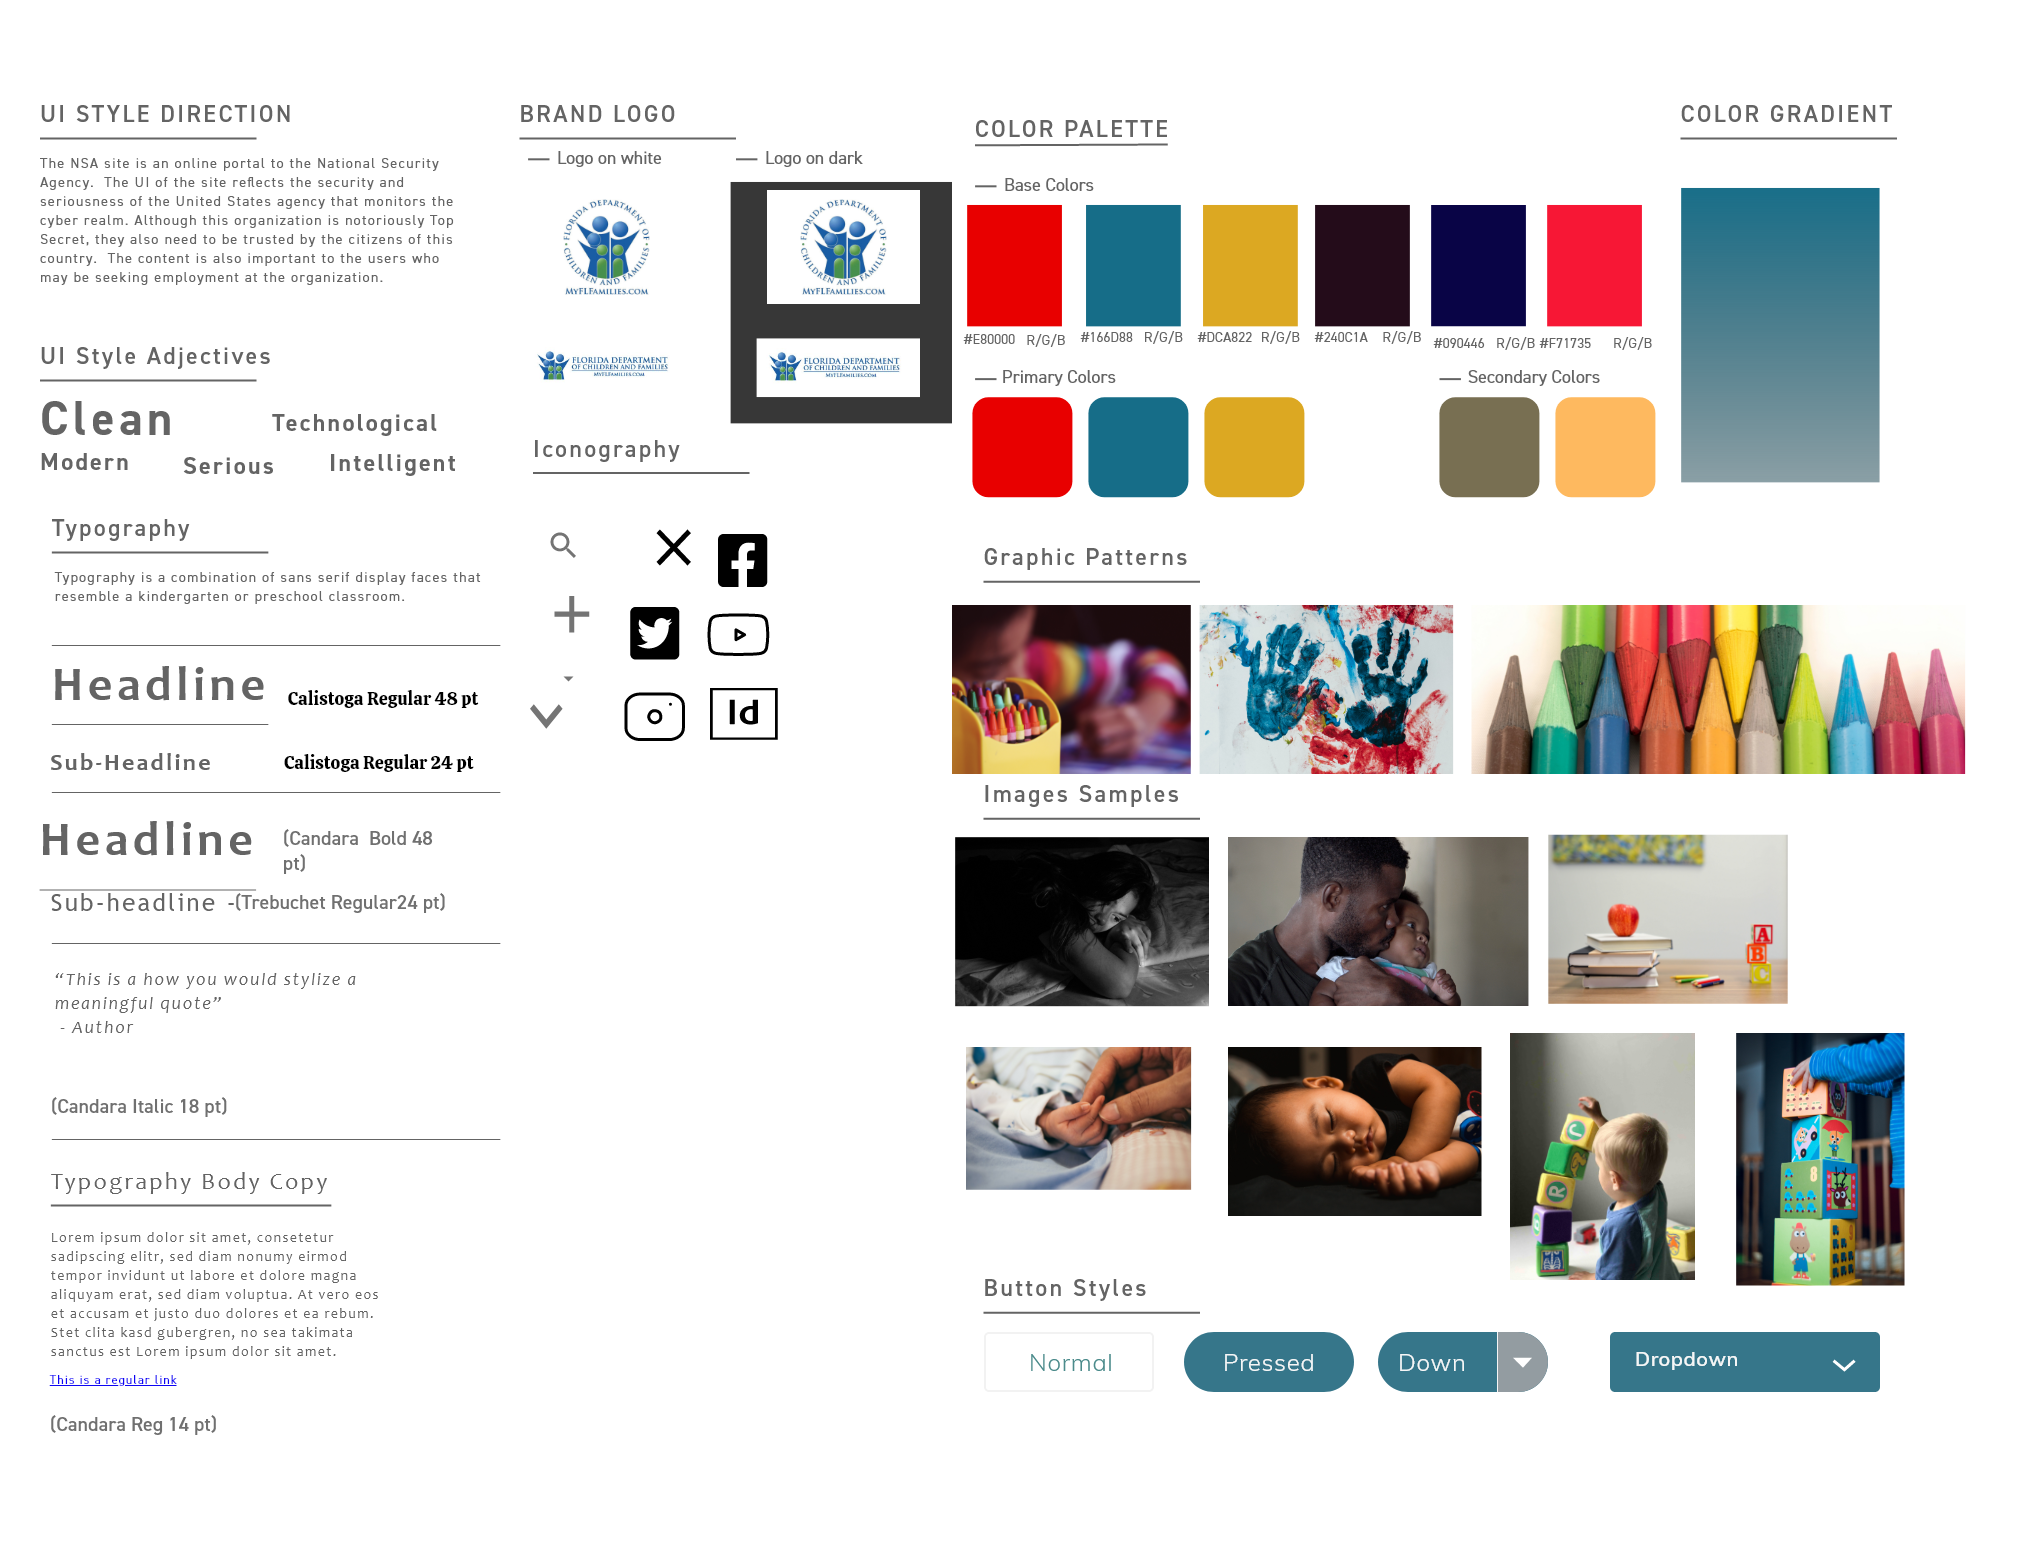 UI STYLE DIRECTION
The NSA site is an online portal to the National Security
Agency.  The UI of the site reflects the security and
seriousness of the United States agency that monitors the
cyber realm. Although this organization is notoriously Top
Secret, they also need to be trusted by the citizens of this
country.  The content is also important to the users who
may be seeking employment at the organization.
UI Style Adjectives
Clean
Technological
Modern
Serious
Intelligent
Typography
Typography is a combination of sans serif display faces that
resemble a kindergarten or preschool classroom.
Headline
Calistoga Regular 48 pt
Sub-Headline
Calistoga Regular 24 pt
Headline
(Candara  Bold 48
pt)
Sub-headline
-(Trebuchet Regular24 pt)
“This is a how you would stylize a
meaningful quote”
- Author
(Candara Italic 18 pt)
Typography Body Copy
Lorem ipsum dolor sit amet, consetetur
sadipscing elitr, sed diam nonumy eirmod
tempor invidunt ut labore et dolore magna
aliquyam erat, sed diam voluptua. At vero eos
et accusam et justo duo dolores et ea rebum.
Stet clita kasd gubergren, no sea takimata
sanctus est Lorem ipsum dolor sit amet.
This is a regular link
(Candara Reg 14 pt)
BRAND LOGO
Logo on white
Logo on dark
FLORIDA DEPARTMENT OF
CHILDREN AND FAMILIES
MYFLFAMILIES.COM
FLORIDA DEPARTMENT OF
CHILDREN AND FAMILIES
MYFLFAMILIES.COM
FLORIDA DEPARTMENT
OF CHILDREN AND FAMILIES
MYFLFAMILIES.COM
FLORIDA DEPARTMENT
OF CHILDREN AND FAMILIES
MYFLFAMILIES.COM
Iconography
Id
COLOR PALETTE
Base Colors
#E80000 R/G/B
#166D88 R/G/B
#DCA822 R/G/B
#240C1A R/G/B
#090446 R/G/B
#F71735 R/G/B
Primary Colors
Secondary Colors
COLOR GRADIENT
Graphic Patterns
Images Samples
A
B
C
R
8
Button Styles
Normal
Pressed
Down
Dropdown